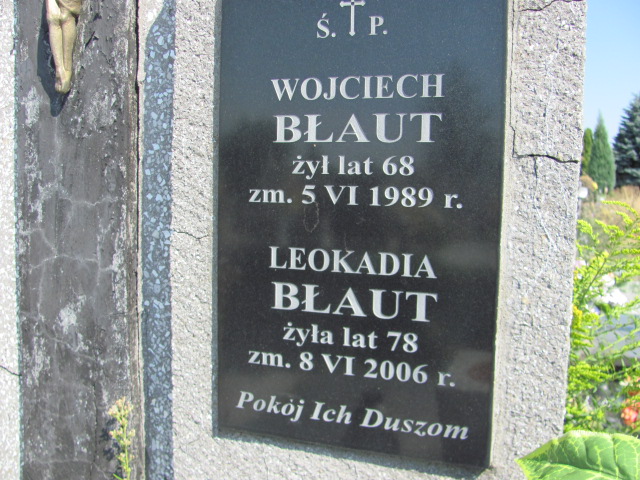 Ś. P.
WOJCIECH
BŁAUT
żył lat 68
zm. 5 VI 1989 r.
LEOKADIA
BŁAUT
żyła lat 78
zm. 8 VI 2006 r.
Pokój Ich Duszom